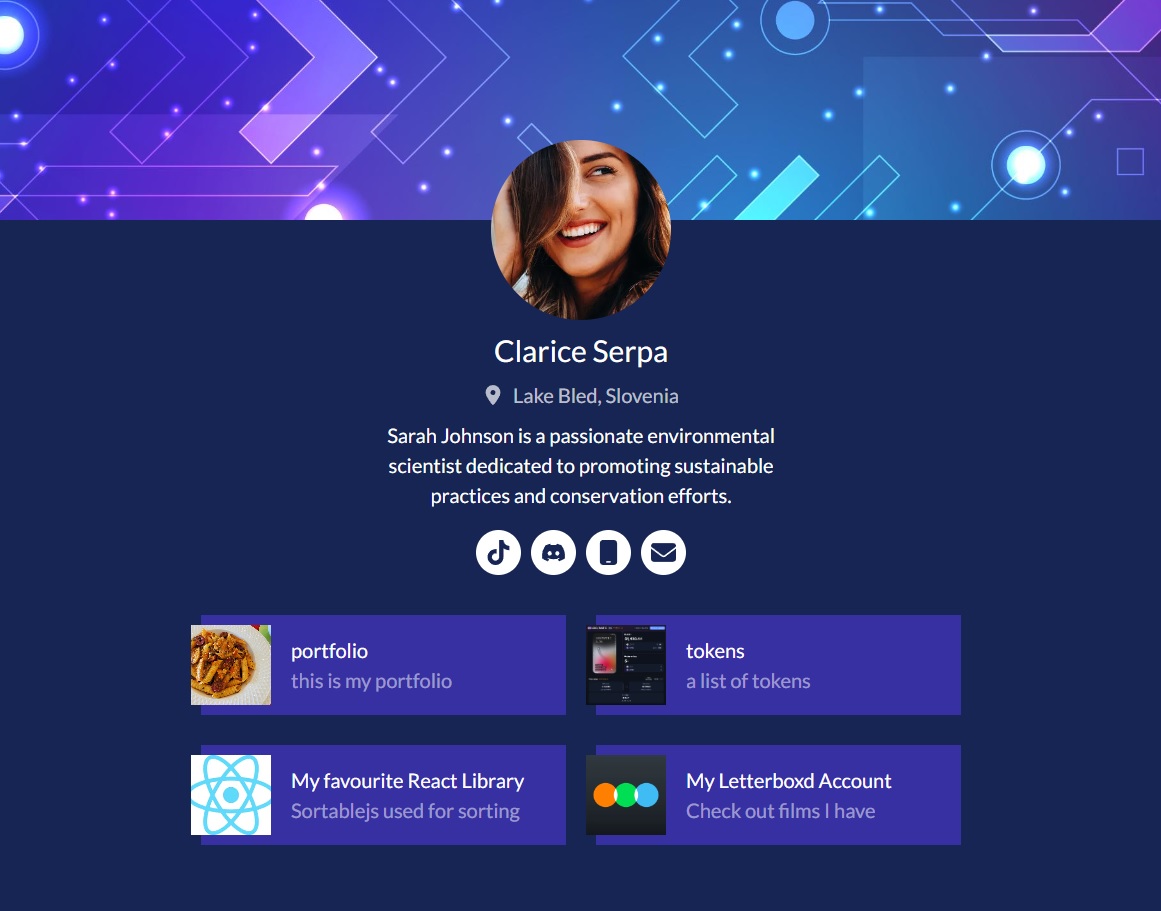 Clarice Serpa
Lake Bled, Slovenia
Sarah Johnson is a passionate environmental
scientist dedicated to promoting sustainable
practices and conservation efforts.
portfolio
this is my portfolio
tokens
a list of tokens
My favourite React Library
Sortablejs used for sorting
My Letterboxd Account
Check out films I have